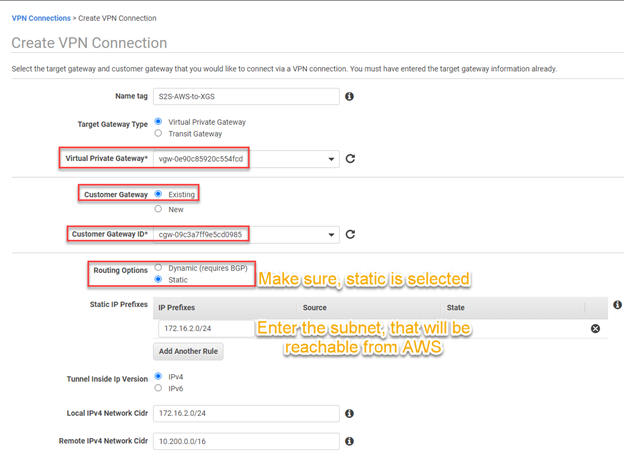 VPN Connections > Create VPN Connection
Create VPN Connection
Select the target gateway and customer gateway that you would like to connect via a VPN connection. You must have entered the target gateway information already.
Name tag S2S-AWS-to-XGS
Target Gateway Type Virtual Private Gateway
Transit Gateway
Virtual Private Gateway* vgw-0e90c85920c554fcd
Customer Gateway Existing
New
Customer Gateway ID* cgw-09c3a7ff9e5cd0985
Routing Options Dynamic (requires BGP)
Static
Make sure, static is selected
Static IP Prefixes IP Prefixes Source State
172.16.2.0/24
Enter the subnet, that will be
reachable from AWS
Add Another Rule
Tunnel Inside Ip Version IPv4
IPv6
Local IPv4 Network Cidr 172.16.2.0/24
Remote IPv4 Network Cidr 10.200.0.0/16